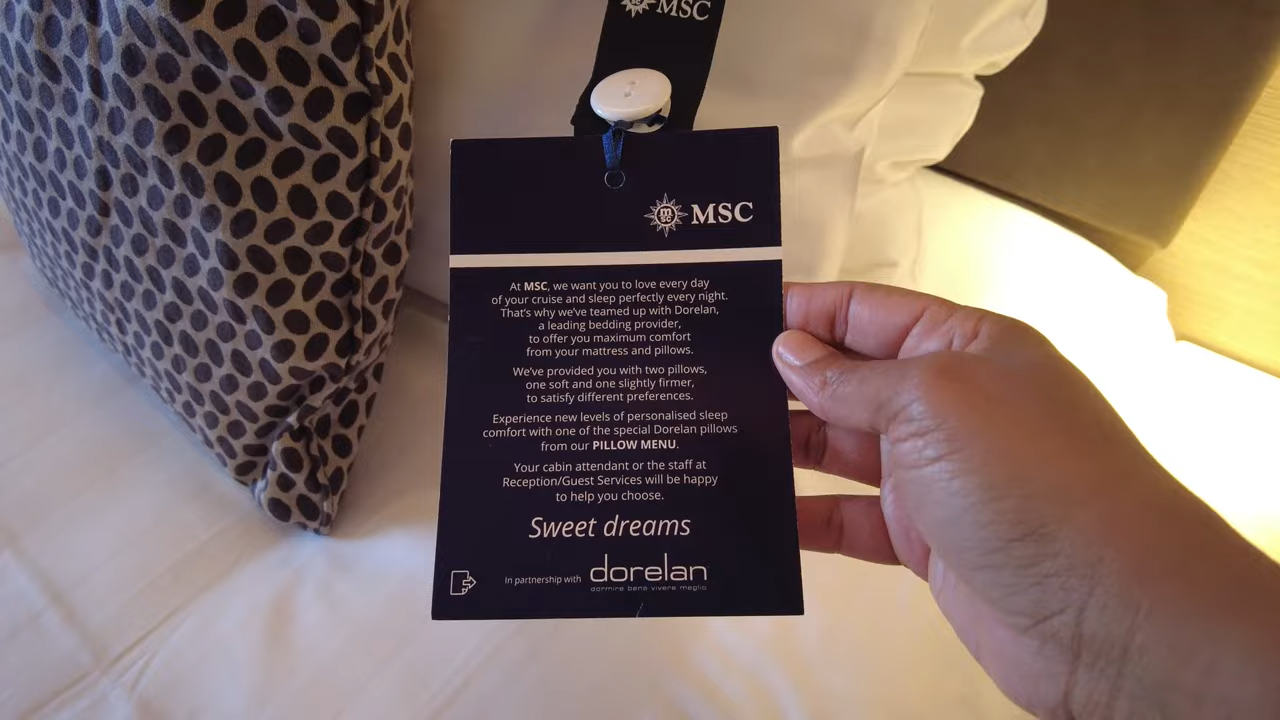 MSC
MSC
At MSC, we want you to love every day
of your cruise and sleep perfectly every night.
That's why we've teamed up with Dorelan,
a leading bedding provider,
to offer you maximum comfort
from your mattress and pillows.
We've provided you with two pillows,
one soft and one slightly firmer,
to satisfy different preferences.
Experience new levels of personalised sleep
comfort with one of the special Dorelan pillows
from our PILLOW MENU.
Your cabin attendant or the staff at
Reception/Guest Services will be happy
to help you choose.
Sweet dreams
In partnership with dorelan
dormire bene vivere meglio